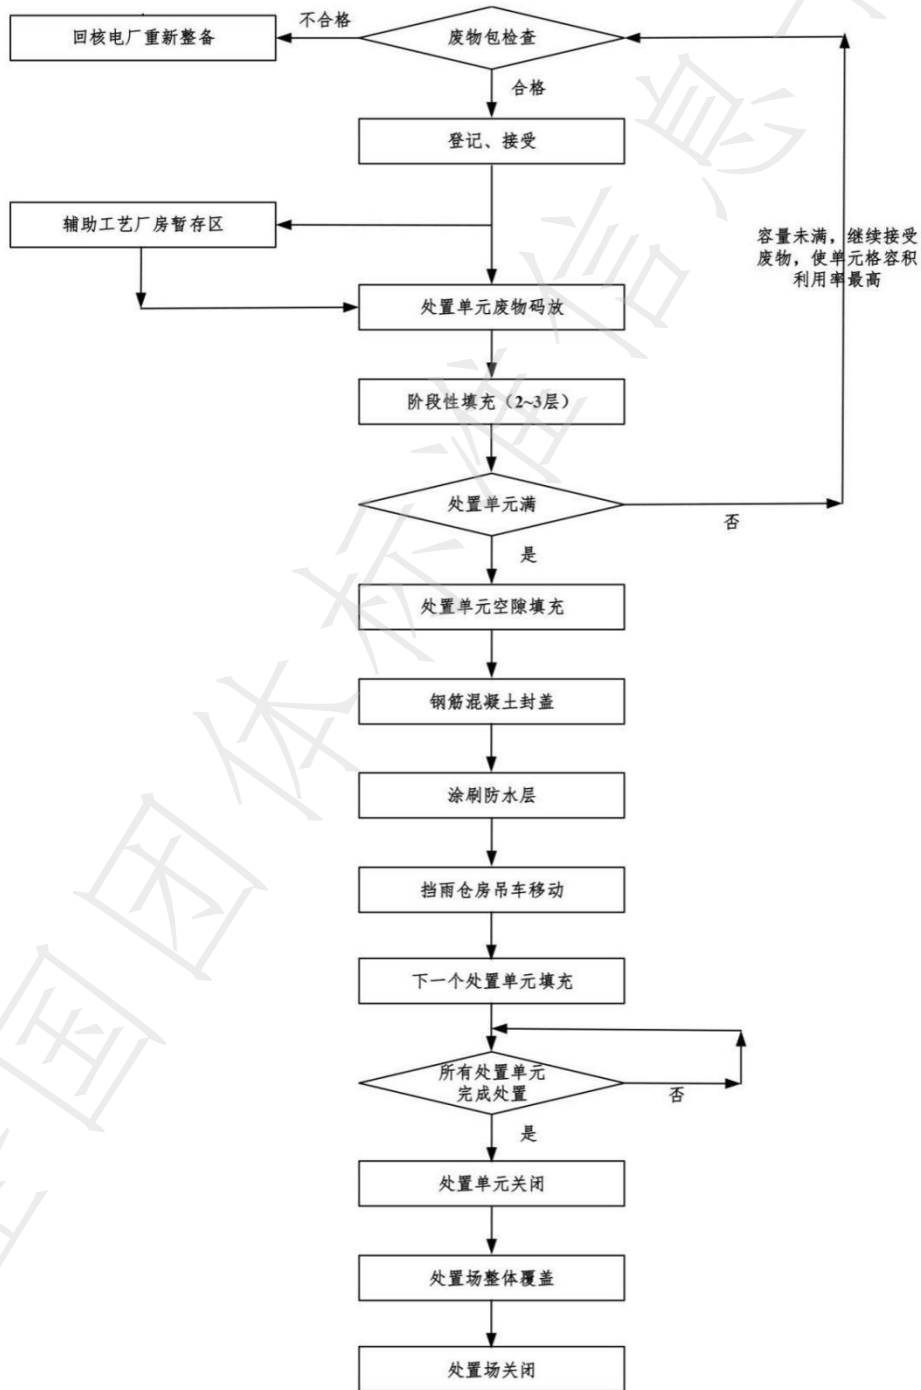 不合格
回核电厂重新整备
废物包检查
合格
登记、接受
辅助工艺厂房暂存区
容量未满，继续接受
废物，使单元格容积
利用率最高
处置单元废物码放
阶段性填充（2~3层）
处置单元满
否
是
处置单元空隙填充
钢筋混凝土封盖
涂刷防水层
挡雨仓房吊车移动
下一个处置单元填充
所有处置单元
完成处置
否
是
处置单元关闭
处置场整体覆盖
处置场关闭
国团体标准信息